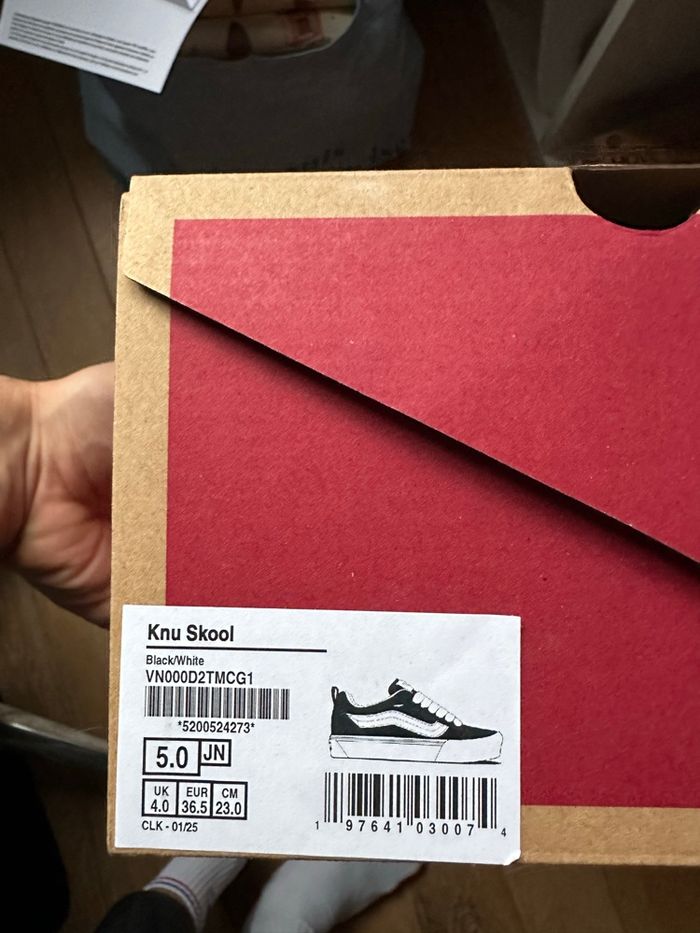 Knu Skool
Black/White
VN000D2TMCG1
*5200524273*
5.0 JN
UK EUR CM
4.0 36.5 23.0
CLK - 01/25
1 97641 03007 4